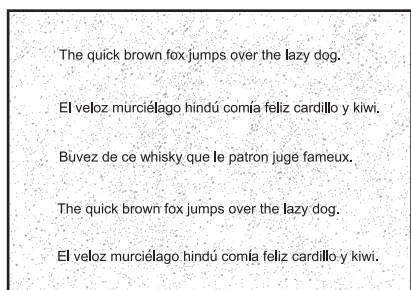 The quick brown fox jumps over the lazy dog.
El veloz murciélago hindú comía feliz cardillo y kiwi.
Buvez de ce whisky que le patron juge fameux.
The quick brown fox jumps over the lazy dog.
El veloz murciélago hindú comía feliz cardillo y kiwi.